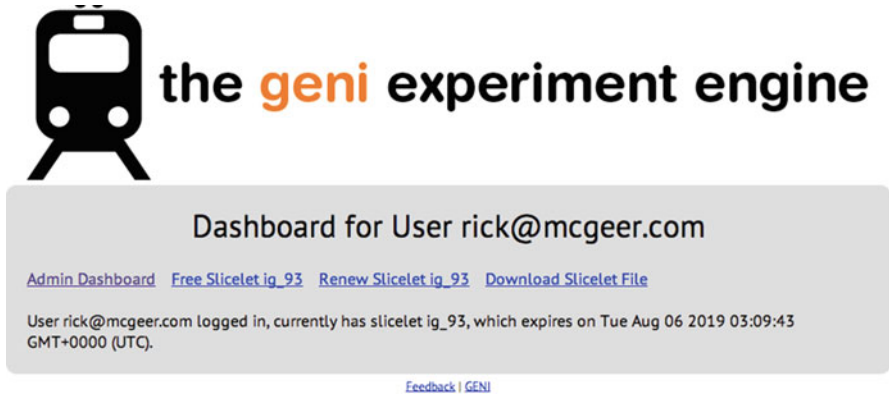 the geni experiment engine
Dashboard for User rick@mcgeer.com
Admin Dashboard Free Slicelet ig_93 Renew Slicelet ig_93 Download Slicelet File
User rick@mcgeer.com logged in, currently has slicelet ig_93, which expires on Tue Aug 06 2019 03:09:43
GMT+0000 (UTC).
Feedback | GENI